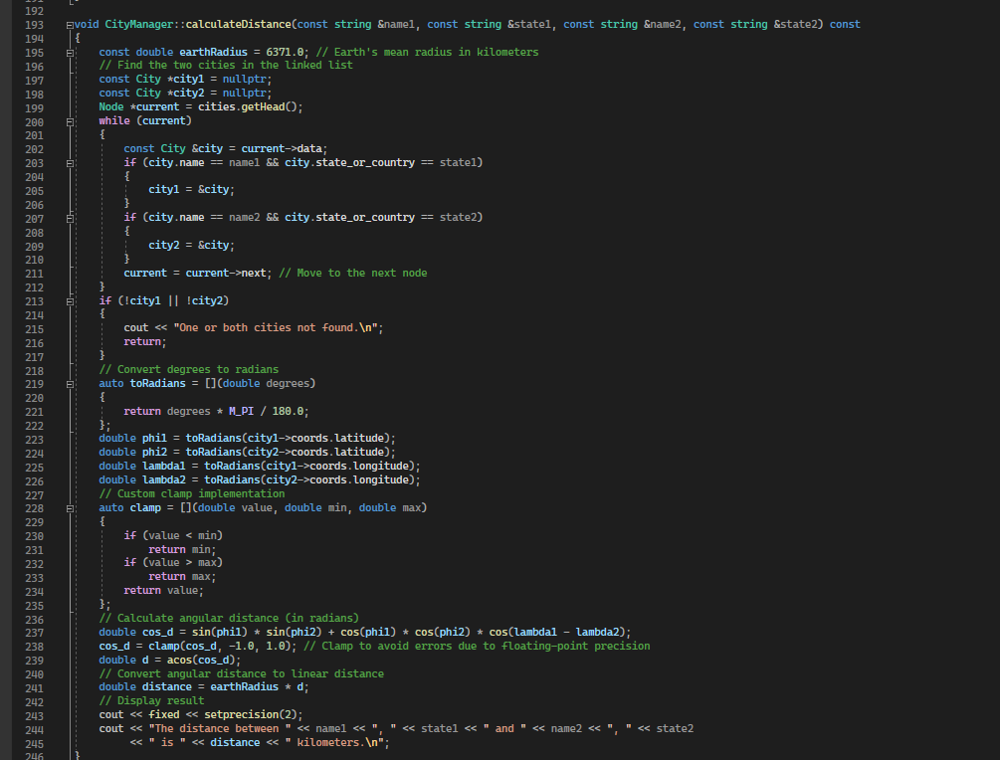 191
192
193 void CityManager::calculateDistance(const string &name1, const string &state1, const string &name2, const string &state2) const
194 {
195     const double earthRadius = 6371.0; // Earth's mean radius in kilometers
196     // Find the two cities in the linked list
197     const City *city1 = nullptr;
198     const City *city2 = nullptr;
199     Node *current = cities.getHead();
200     while (current)
201     {
202         const City &city = current->data;
203         if (city.name == name1 && city.state_or_country == state1)
204         {
205             city1 = &city;
206         }
207         if (city.name == name2 && city.state_or_country == state2)
208         {
209             city2 = &city;
210         }
211         current = current->next; // Move to the next node
212     }
213     if (!city1 || !city2)
214     {
215         cout << "One or both cities not found.\n";
216         return;
217     }
218     // Convert degrees to radians
219     auto toRadians = [](double degrees)
220     {
221         return degrees * M_PI / 180.0;
222     };
223     double phi1 = toRadians(city1->coords.latitude);
224     double phi2 = toRadians(city2->coords.latitude);
225     double lambda1 = toRadians(city1->coords.longitude);
226     double lambda2 = toRadians(city2->coords.longitude);
227     // Custom clamp implementation
228     auto clamp = [](double value, double min, double max)
229     {
230         if (value < min)
231             return min;
232         if (value > max)
233             return max;
234         return value;
235     };
236     // Calculate angular distance (in radians)
237     double cos_d = sin(phi1) * sin(phi2) + cos(phi1) * cos(phi2) * cos(lambda1 - lambda2);
238     cos_d = clamp(cos_d, -1.0, 1.0); // Clamp to avoid errors due to floating-point precision
239     double d = acos(cos_d);
240     // Convert angular distance to linear distance
241     double distance = earthRadius * d;
242     // Display result
243     cout << fixed << setprecision(2);
244     cout << "The distance between " << name1 << ", " << state1 << " and " << name2 << ", " << state2
245          << " is " << distance << " kilometers.\n";
246 }